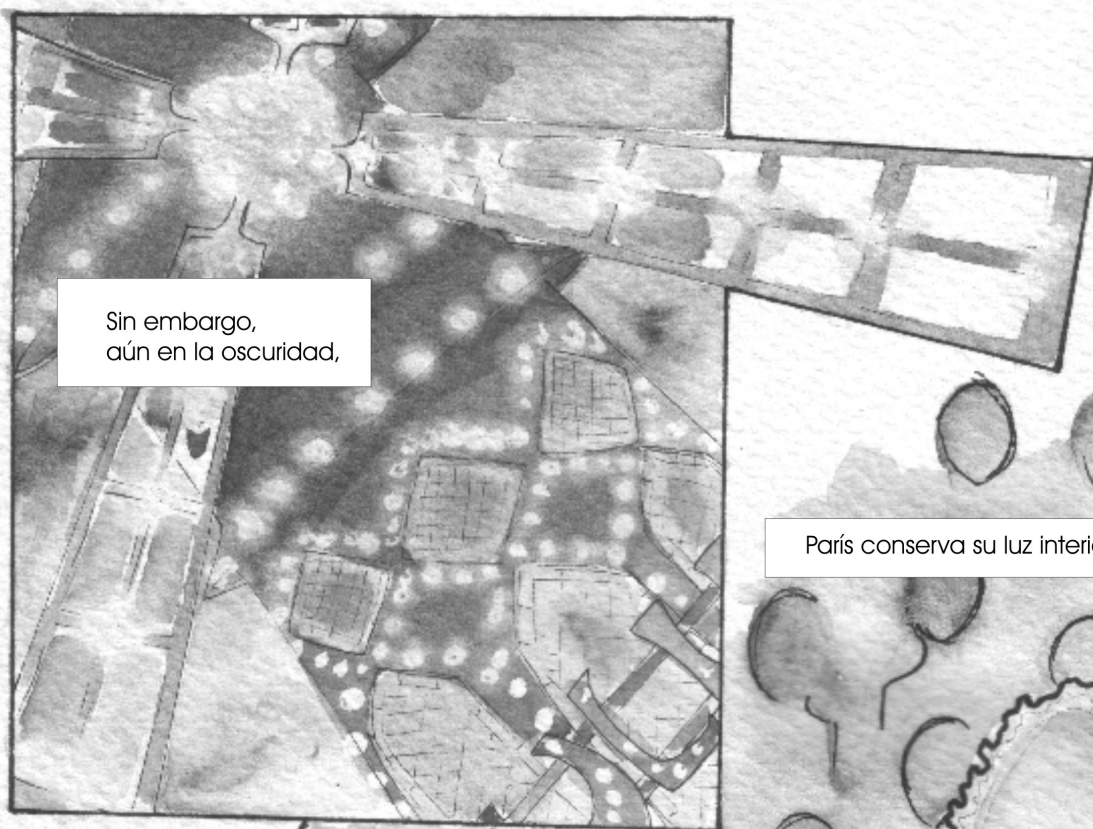 Sin embargo,
aún en la oscuridad,
París conserva su luz